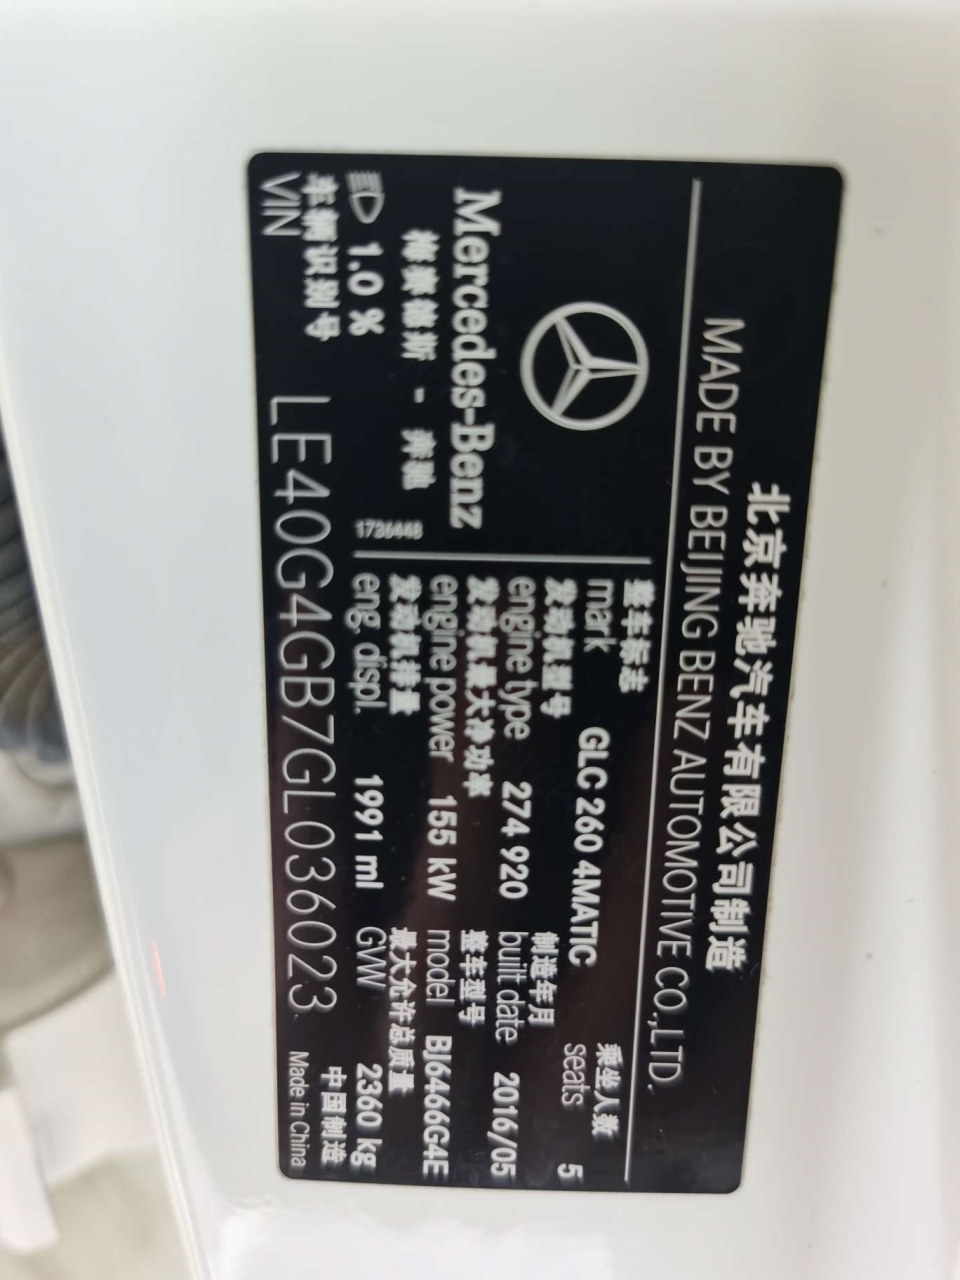 北京奔驰汽车有限公司制造
MADE BY BEIJING BENZ AUTOMOTIVE CO.,LTD.
Mercedes-Benz
梅赛德斯 - 奔驰
1736448
1.0 %
整车标志
mark GLC 260 4MATIC
乘坐人数
seats 5
发动机型号
engine type 274 920
制造年月
built date 2016/05
发动机最大净功率
engine power 155 kW
整车型号
model BJ6466G4E
发动机排量
eng. displ. 1991 ml
最大允许总质量
GVW 2360 kg
车辆识别号
VIN LE40G4GB7GL036023
中国制造
Made in China